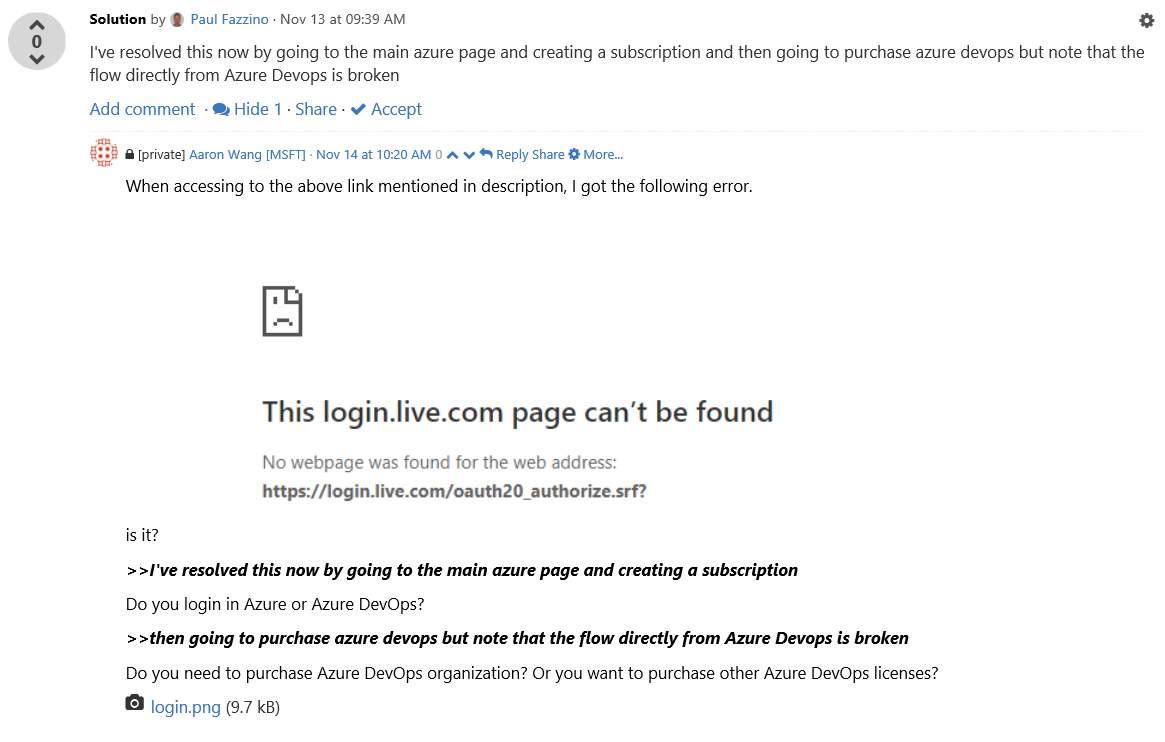 Solution by Paul Fazzino · Nov 13 at 09:39 AM
0
I've resolved this now by going to the main azure page and creating a subscription and then going to purchase azure devops but note that the
flow directly from Azure Devops is broken
Add comment · Hide 1 · Share · Accept
[private] Aaron Wang [MSFT] · Nov 14 at 10:20 AM 0 Reply Share More...
When accessing to the above link mentioned in description, I got the following error.
This login.live.com page can't be found
No webpage was found for the web address:
https://login.live.com/oauth20_authorize.srf?
is it?
>>I've resolved this now by going to the main azure page and creating a subscription
Do you login in Azure or Azure DevOps?
>>then going to purchase azure devops but note that the flow directly from Azure Devops is broken
Do you need to purchase Azure DevOps organization? Or you want to purchase other Azure DevOps licenses?
login.png (9.7 kB)